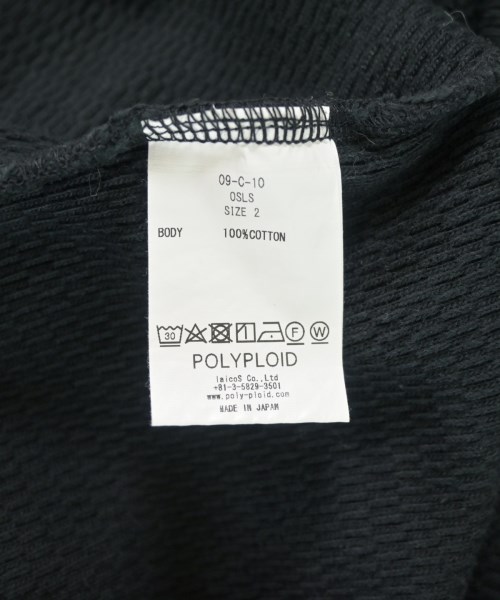 09-C-10
OSLS
SIZE 2
BODY 100%COTTON
30 F W
POLYPLOID
imicoS Co.,Ltd
+81-3-5829-3501
www.poly-ploid.com
MADE IN JAPAN